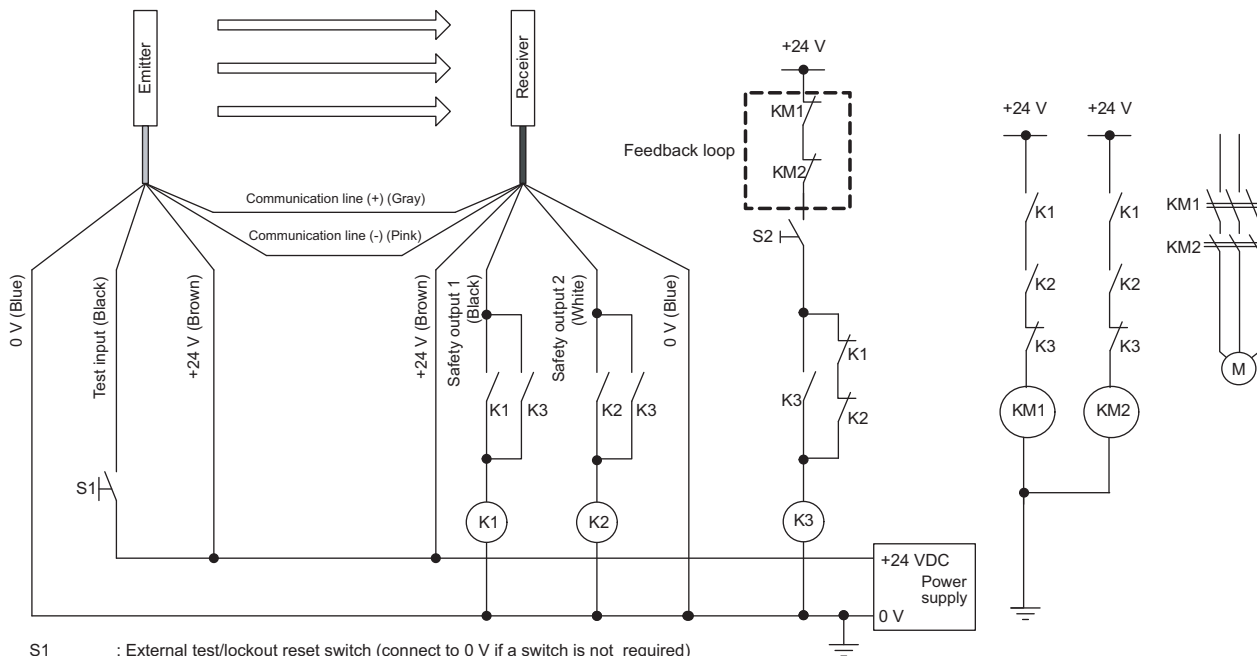 Emitter
Receiver
Communication line (+) (Gray)
Communication line (-) (Pink)
0 V (Blue)
Test input (Black)
+24 V (Brown)
+24 V (Brown)
Safety output 1
(Black)
Safety output 2
(White)
0 V (Blue)
S1
K1
K3
K2
K3
K1
K2
+24 V
KM1
Feedback loop
KM2
S2
K1
K3
K2
K3
+24 VDC
Power
supply
0 V
+24 V
+24 V
K1
K1
K2
K2
K3
K3
KM1
KM2
KM1
KM2
M
S1 : External test/lockout reset switch (connect to 0 V if a switch is not required)